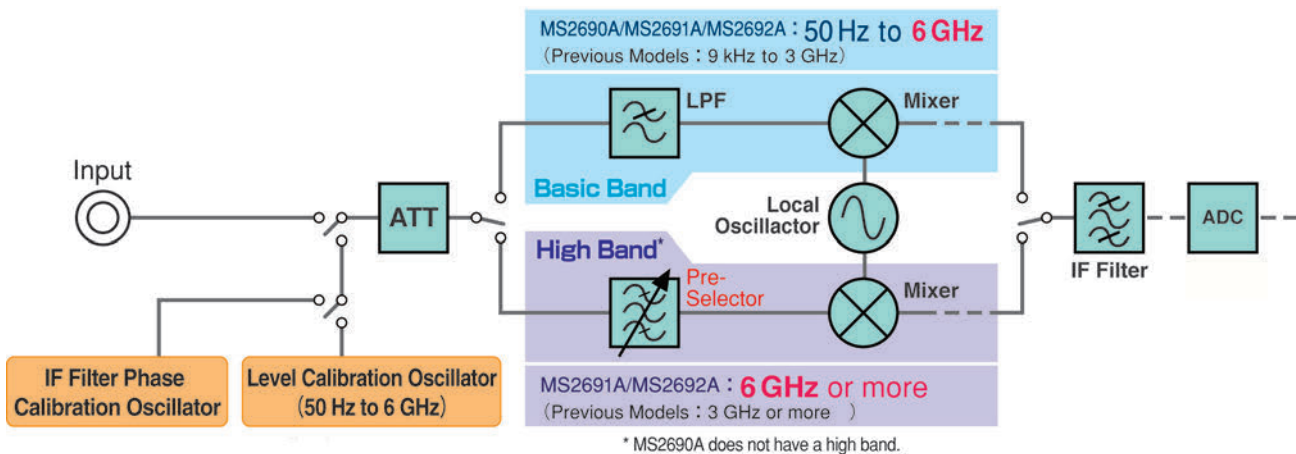 MS2690A/MS2691A/MS2692A : 50 Hz to 6 GHz
(Previous Models : 9 kHz to 3 GHz)
LPF
Mixer
Input
Basic Band
ATT
Local
Oscillactor
IF Filter
ADC
High Band*
Pre-
Selector
Mixer
IF Filter Phase
Calibration Oscillator
Level Calibration Oscillator
(50 Hz to 6 GHz)
MS2691A/MS2692A : 6 GHz or more
(Previous Models : 3 GHz or more )
* MS2690A does not have a high band.